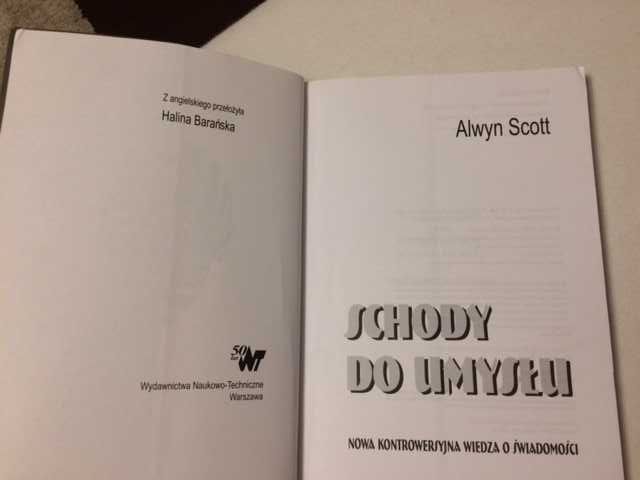 Z angielskiego przełożyła
Halina Barańska
50
lat
WNT
Wydawnictwa Naukowo-Techniczne
Warszawa
Alwyn Scott
SCHODY
DO UMYSŁU
NOWA KONTROWERSYJNA WIEDZA O ŚWIADOMOŚCI